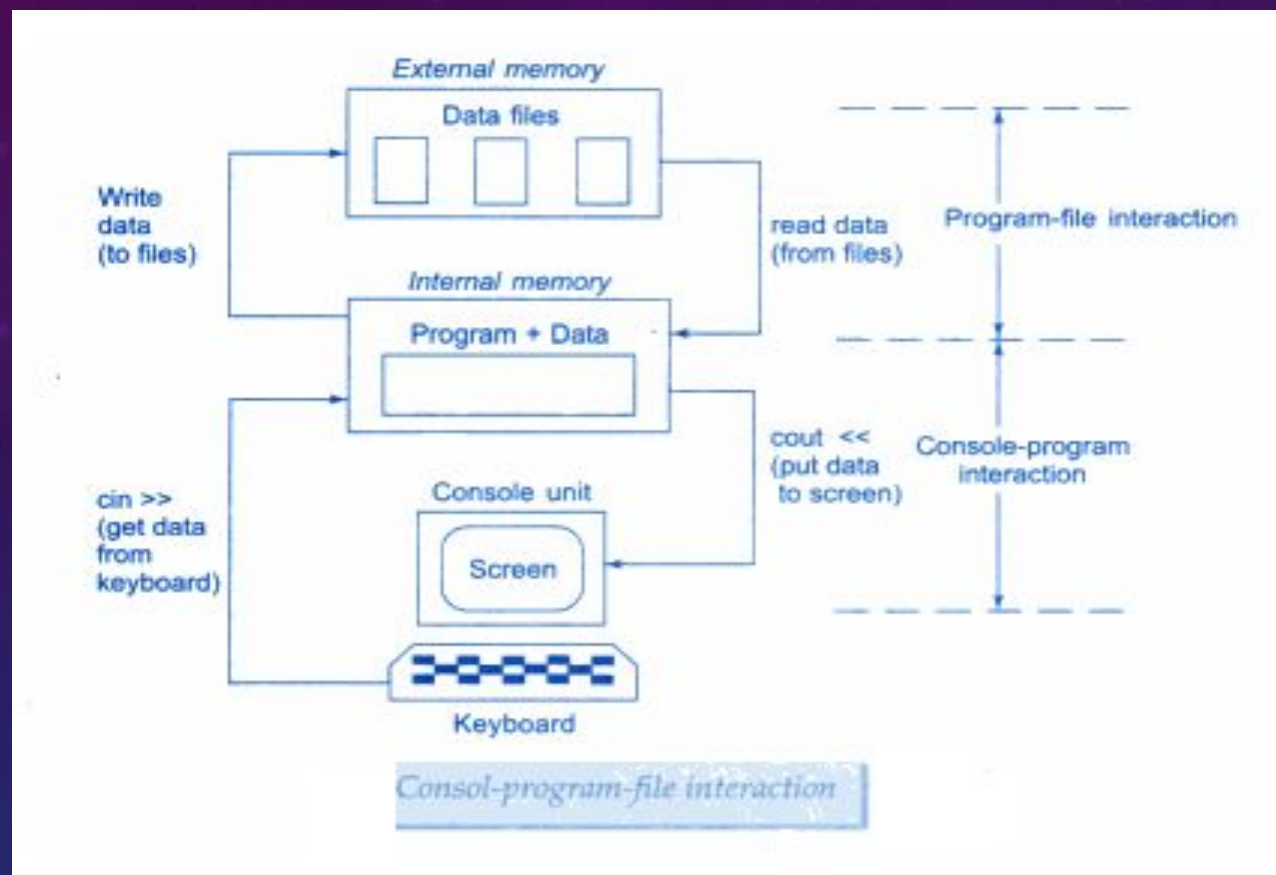 External memory
Data files
Write
data
(to files)
read data
(from files)
Program-file interaction
Internal memory
Program + Data
cout <<
(put data
to screen)
Console-program
interaction
cin >>
(get data
from
keyboard)
Console unit
Screen
Keyboard
Consol-program-file interaction